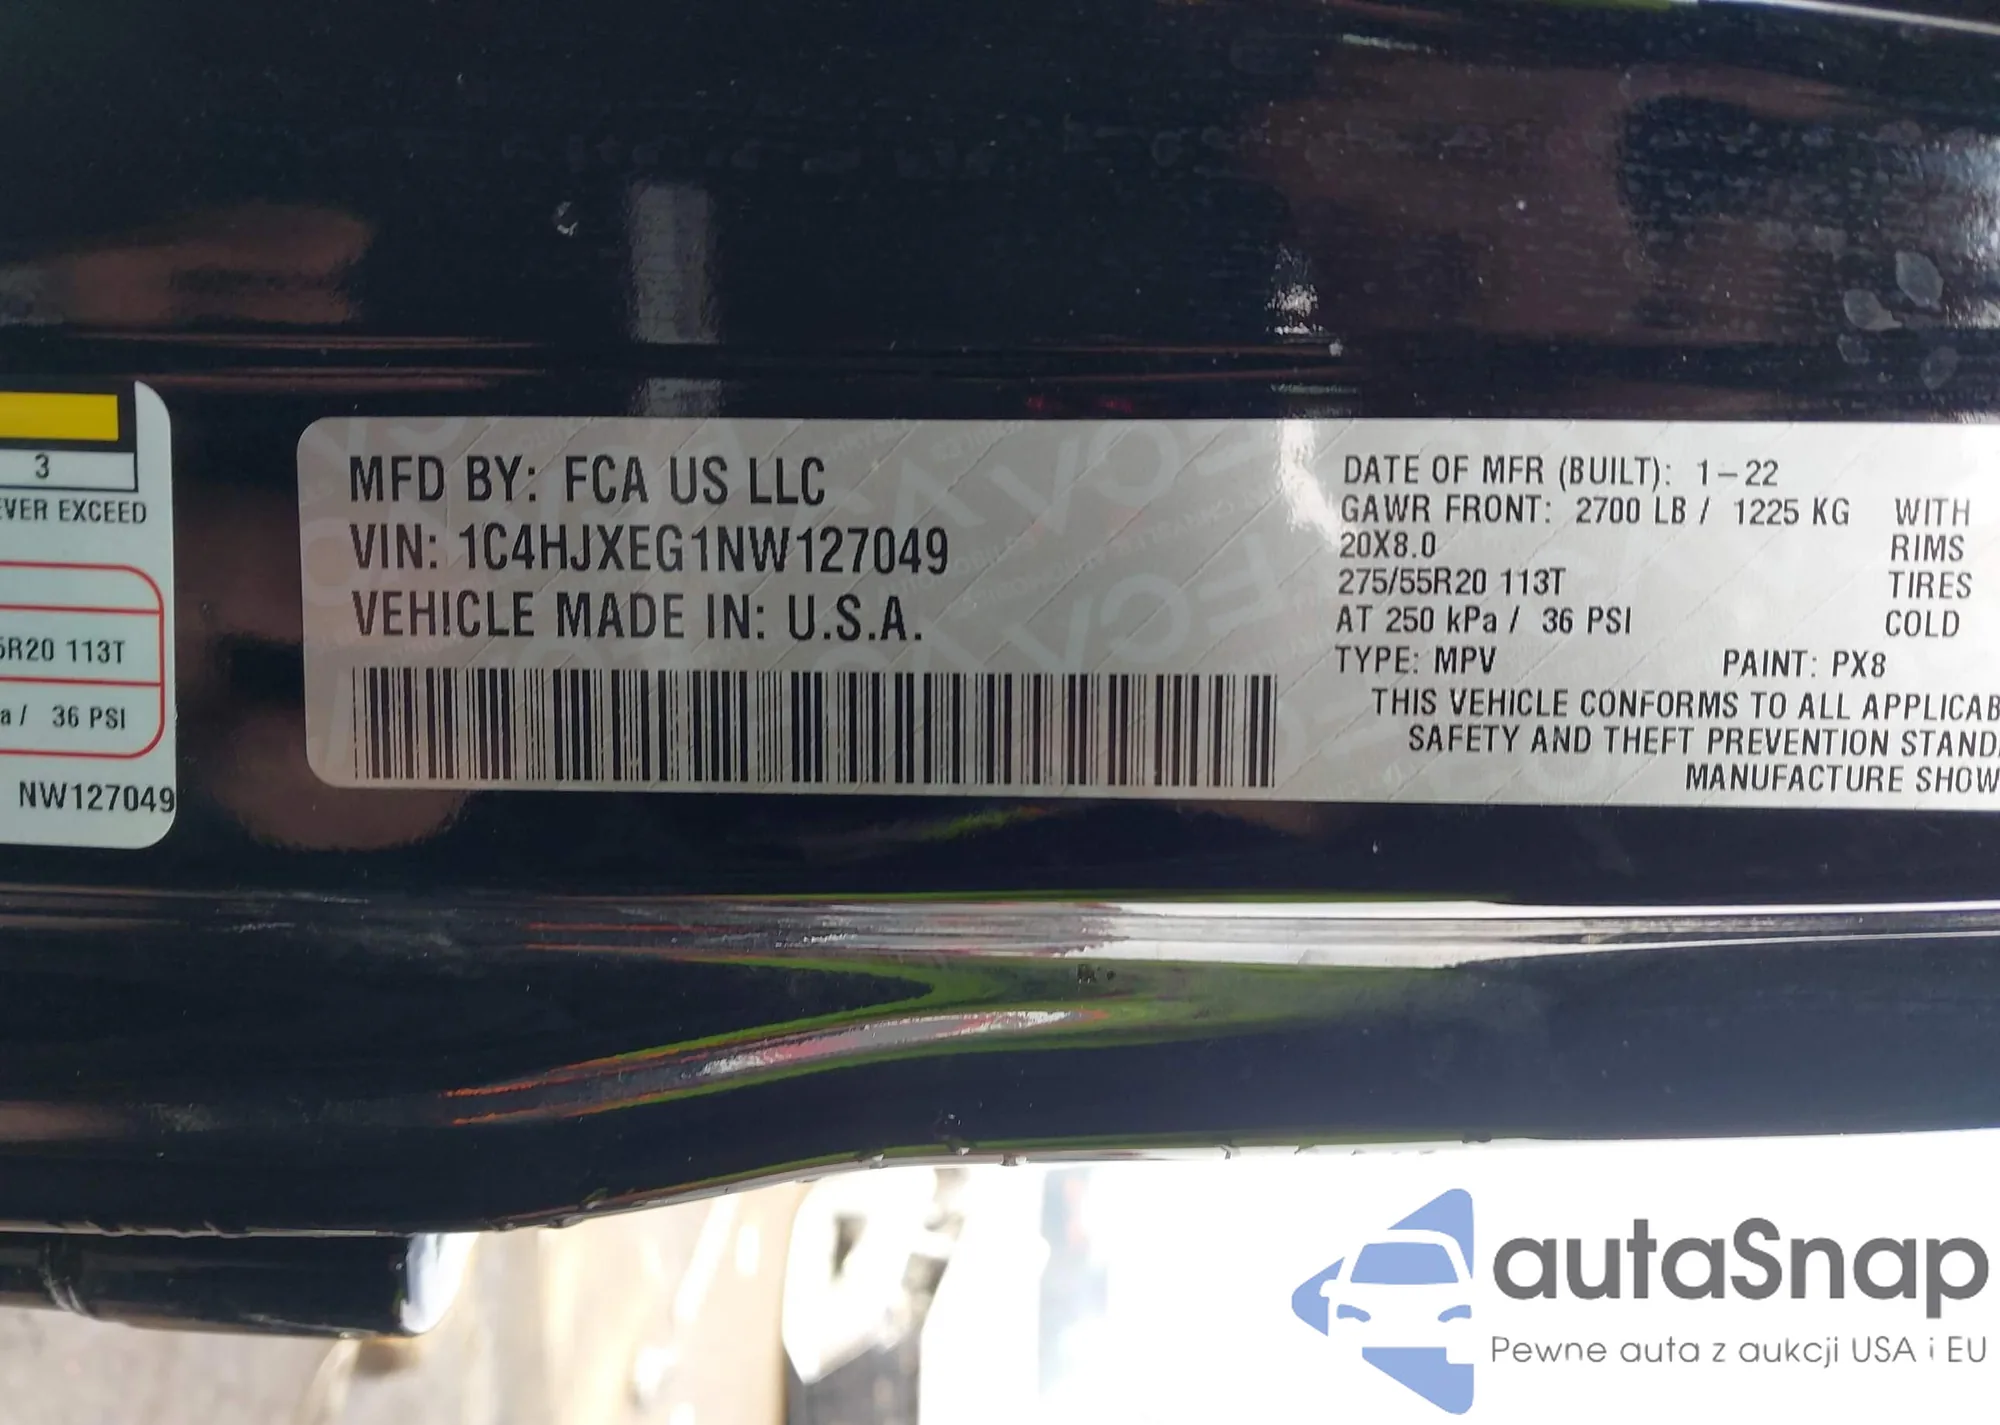 3
EVER EXCEED
5R20 113T
a / 36 PSI
NW127049
MFD BY: FCA US LLC
VIN: 1C4HJXEG1NW127049
VEHICLE MADE IN: U.S.A.
DATE OF MFR (BUILT): 1-22
GAWR FRONT: 2700 LB / 1225 KG WITH
20X8.0 RIMS
275/55R20 113T TIRES
AT 250 kPa / 36 PSI COLD
TYPE: MPV PAINT: PX8
THIS VEHICLE CONFORMS TO ALL APPLICAB
SAFETY AND THEFT PREVENTION STAND
MANUFACTURE SHOW
autaSnap
Pewne auta z aukcji USA i EU